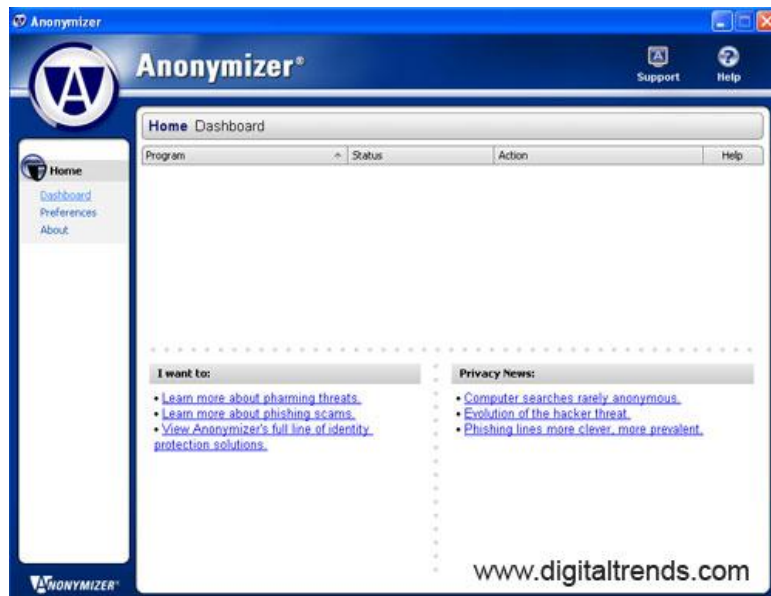 Anonymizer
Anonymizer®
Support
Help
Home Dashboard
Program
Status
Action
Help
Home
Dashboard
Preferences
About
I want to:
• Learn more about pharming threats.
• Learn more about phishing scams.
• View Anonymizer's full line of identity
protection solutions.
Privacy News:
• Computer searches rarely anonymous.
• Evolution of the hacker threat.
• Phishing lines more clever, more prevalent.
ANONYMIZER
www.digitaltrends.com